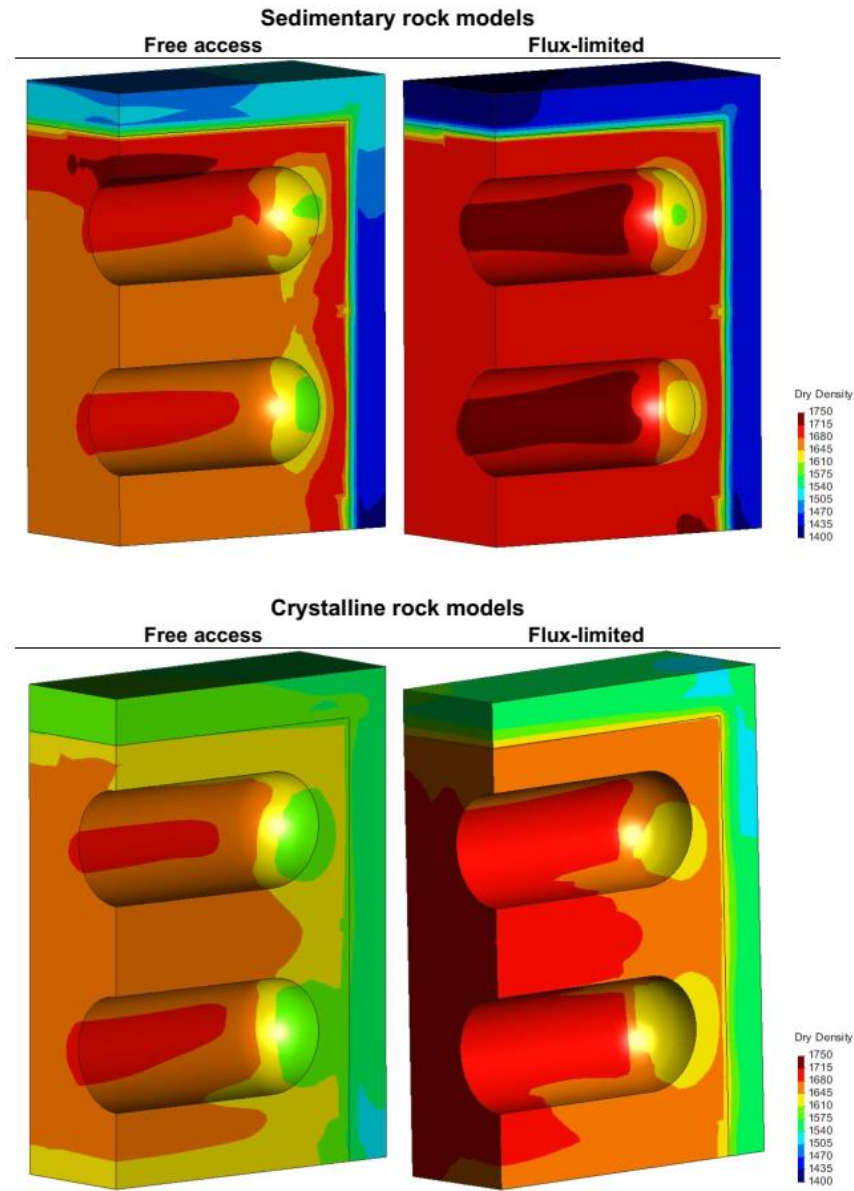 Sedimentary rock models
Free access
Flux-limited
Dry Density
1750
1715
1680
1645
1610
1575
1540
1505
1470
1435
1400
Crystalline rock models
Free access
Flux-limited
Dry Density
1750
1715
1680
1645
1610
1575
1540
1505
1470
1435
1400